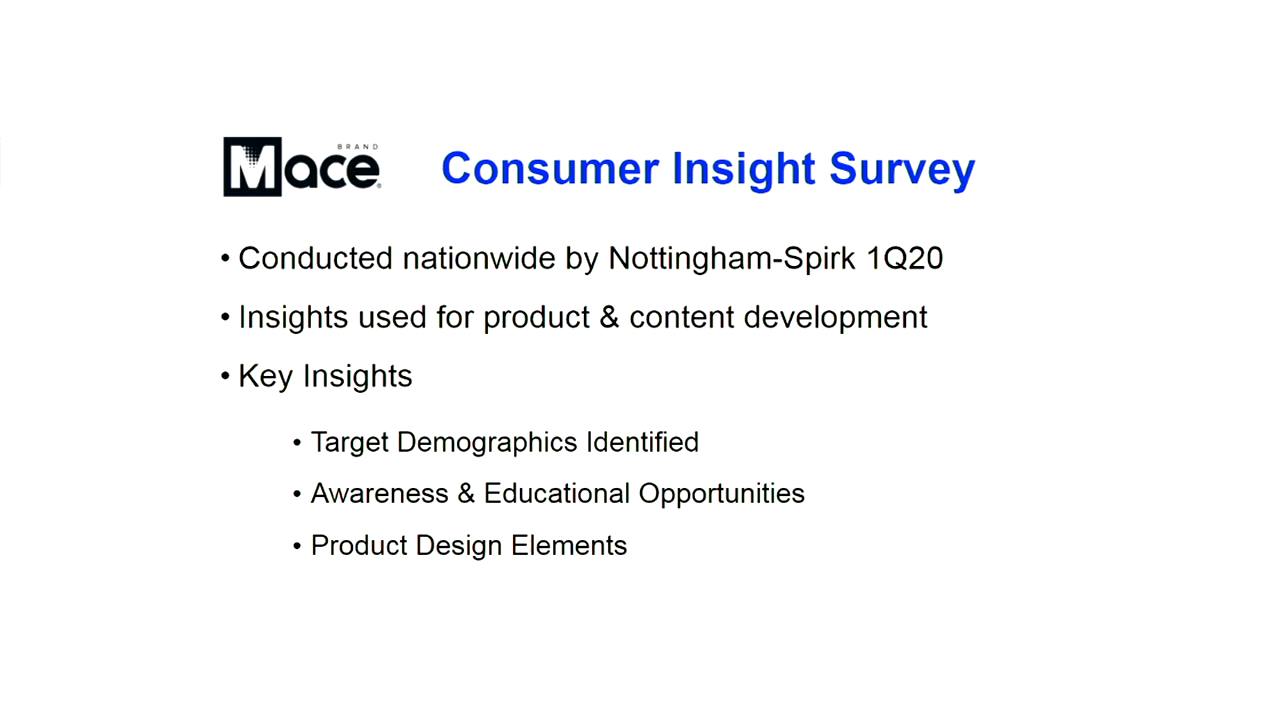 BRAND
Mace Consumer Insight Survey
• Conducted nationwide by Nottingham-Spirk 1Q20
• Insights used for product & content development
• Key Insights
• Target Demographics Identified
• Awareness & Educational Opportunities
• Product Design Elements